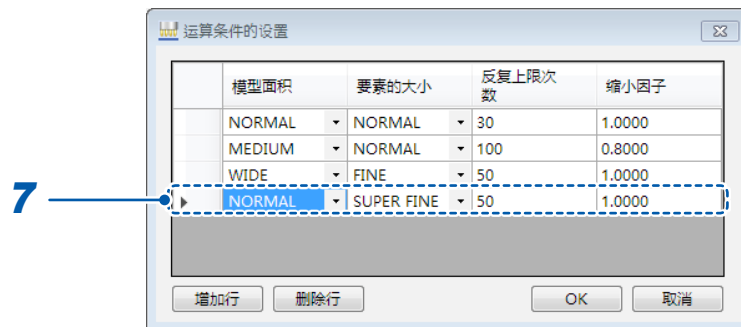 运算条件的设置
模型面积 要素的大小 反复上限次数 缩小因子
NORMAL NORMAL 30 1.0000
MEDIUM NORMAL 100 0.8000
WIDE FINE 50 1.0000
7 NORMAL SUPER FINE 50 1.0000
增加行 删除行 OK 取消